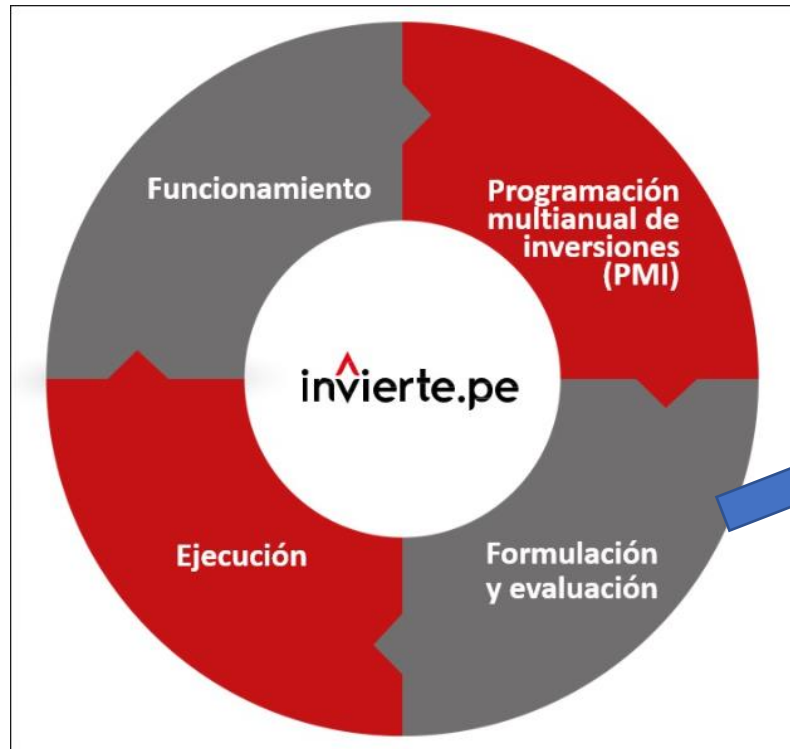 Funcionamiento
Programación
multianual de
inversiones
(PMI)
invierte.pe
Ejecución
Formulación
y evaluación